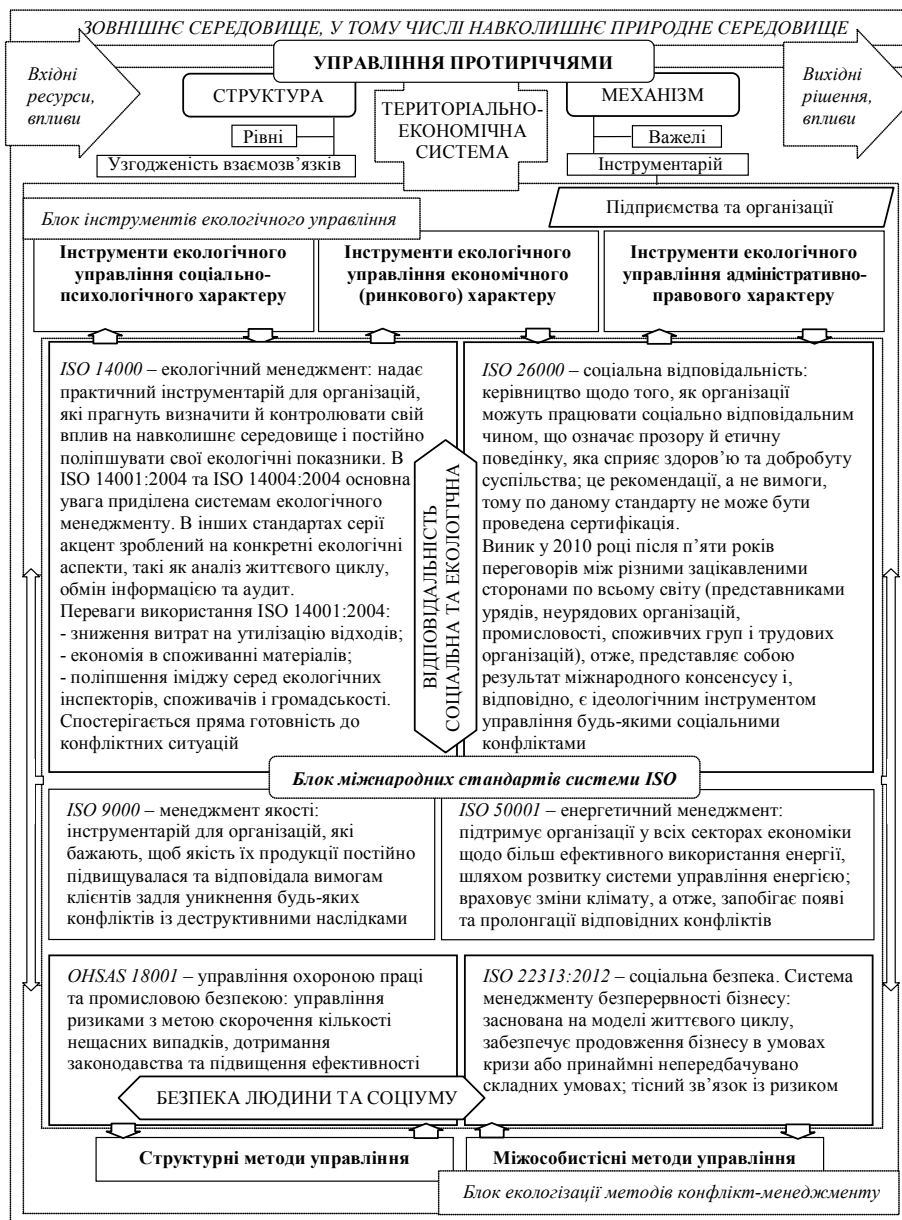 ЗОВНІШНЄ СЕРЕДОВИЩЕ, У ТОМУ ЧИСЛІ НАВКОЛИШНЄ ПРИРОДНЕ СЕРЕДОВИЩЕ
Вхідні
ресурси,
впливи
УПРАВЛІННЯ ПРОТИРІЧЧЯМИ
Вихідні
рішення,
впливи
СТРУКТУРА
Рівні
Узгодженість взаємозв’язків
ТЕРИТОРІАЛЬНО-
ЕКОНОМІЧНА
СИСТЕМА
МЕХАНІЗМ
Важелі
Інструментарій
Блок інструментів екологічного управління
Підприємства та організації
Інструменти екологічного
управління соціально-
психологічного характеру
Інструменти екологічного
управління економічного
(ринкового) характеру
Інструменти екологічного
управління адміністративно-
правового характеру
ISO 14000 – екологічний менеджмент: надає
практичний інструментарій для організацій,
які прагнуть визначити й контролювати свій
вплив на навколишнє середовище і постійно
поліпшувати свої екологічні показники. В
ISO 14001:2004 та ISO 14004:2004 основна
увага приділена системам екологічного
менеджменту. В інших стандартах серії
акцент зроблений на конкретні екологічні
аспекти, такі як аналіз життєвого циклу,
обмін інформацією та аудит.
Переваги використання ISO 14001:2004:
- зниження витрат на утилізацію відходів;
- економія в споживанні матеріалів;
- поліпшення іміджу серед екологічних
інспекторів, споживачів і громадськості.
Спостерігається пряма готовність до
конфліктних ситуацій
ВІДПОВІДАЛЬНІСТЬ
СОЦІАЛЬНА ТА ЕКОЛОГІЧНА
ISO 26000 – соціальна відповідальність:
керівництво щодо того, як організації
можуть працювати соціально відповідальним
чином, що означає прозору й етичну
поведінку, яка сприяє здоров’ю та добробуту
суспільства; це рекомендації, а не вимоги,
тому по даному стандарту не може бути
проведена сертифікація.
Виник у 2010 році після п’яти років
переговорів між різними зацікавленими
сторонами по всьому світу (представниками
урядів, неурядових організацій,
промисловості, споживчих груп і трудових
організацій), отже, представляє собою
результат міжнародного консенсусу і,
відповідно, є ідеологічним інструментом
управління будь-якими соціальними
конфліктами
Блок міжнародних стандартів системи ISO
ISO 9000 – менеджмент якості:
інструментарій для організацій, які
бажають, щоб якість їх продукції постійно
підвищувалася та відповідала вимогам
клієнтів задля уникнення будь-яких
конфліктів із деструктивними наслідками
ISO 50001 – енергетичний менеджмент:
підтримує організації у всіх секторах економіки
щодо більш ефективного використання енергії,
шляхом розвитку системи управління енергією;
враховує зміни клімату, а отже, запобігає появі
та пролонгації відповідних конфліктів
OHSAS 18001 – управління охороною праці
та промисловою безпекою: управління
ризиками з метою скорочення кількості
нещасних випадків, дотримання
законодавства та підвищення ефективності
ISO 22313:2012 – соціальна безпека. Система
менеджменту безперервності бізнесу:
заснована на моделі життєвого циклу,
забезпечує продовження бізнесу в умовах
кризи або принаймні непередбачувано
складних умовах; тісний зв’язок із ризиком
БЕЗПЕКА ЛЮДИНИ ТА СОЦІУМУ
Структурні методи управління
Міжособистісні методи управління
Блок екологізації методів конфлікт-менеджменту